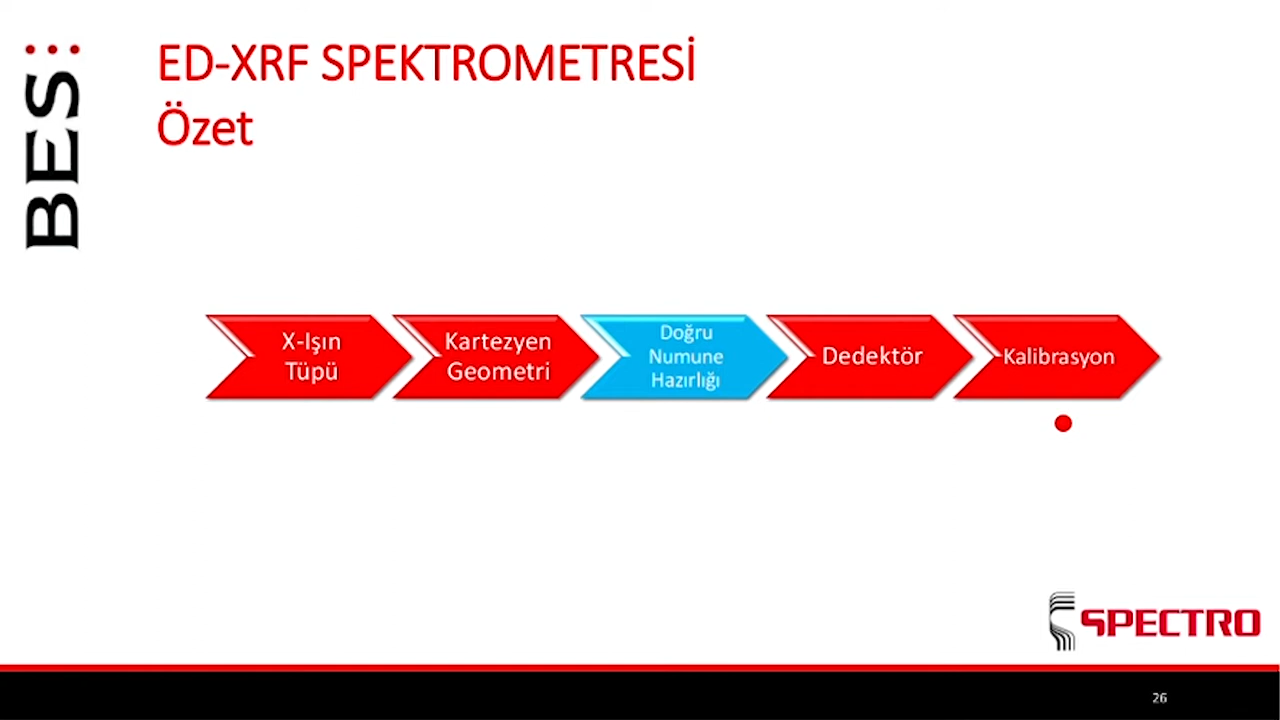 BES:
ED-XRF SPEKTROMETRESİ
Özet
X-Işın
Tüpü
Kartezyen
Geometri
Doğru
Numune
Hazırlığı
Dedektör
Kalibrasyon
SPECTRO
26